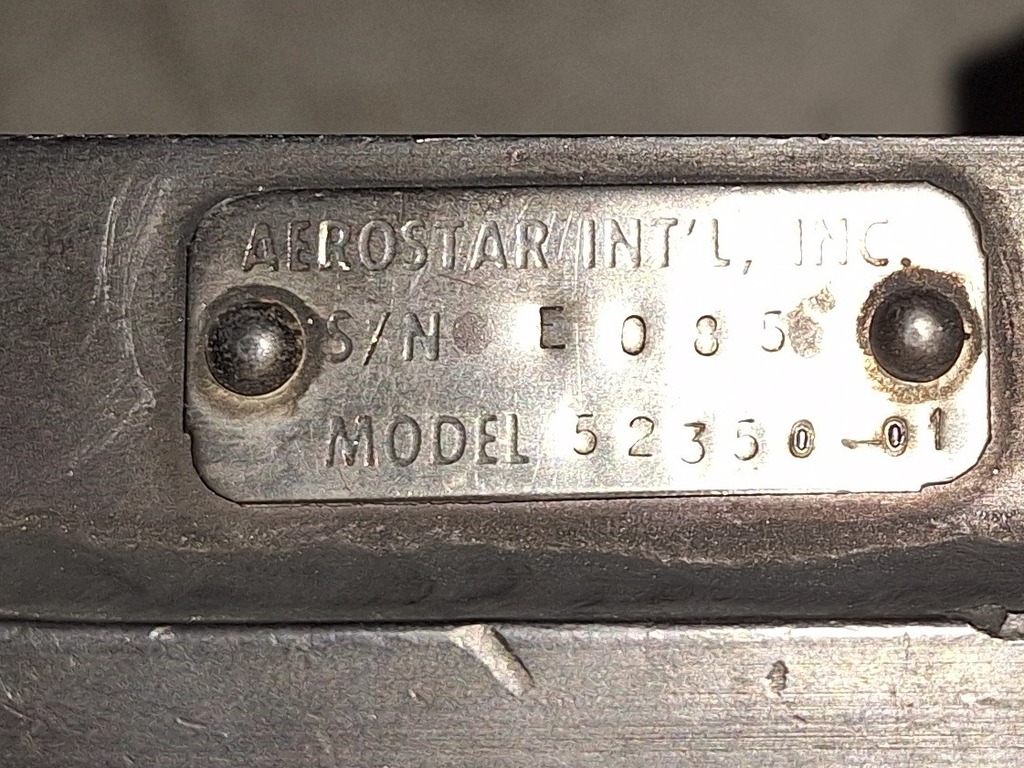 AEROSTAR INT'L, INC.
S/N E 085
MODEL 52350-01